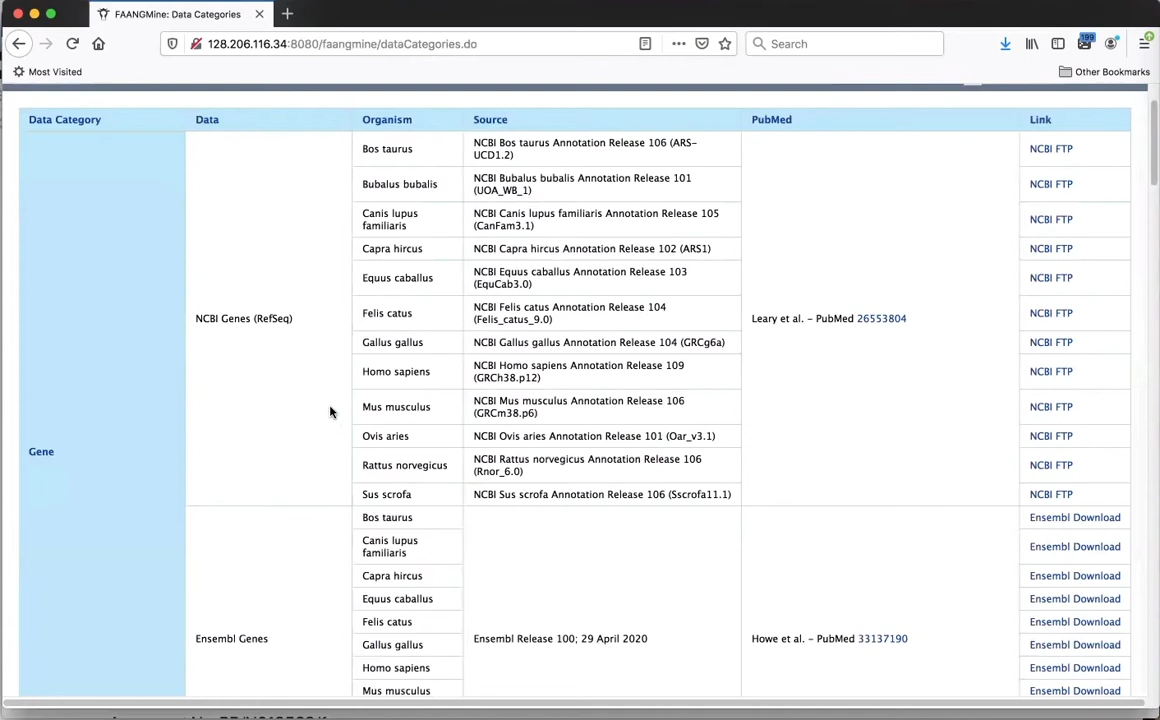 FAANGMine: Data Categories
128.206.116.34:8080/faangmine/dataCategories.do
Search
199
Most Visited
Other Bookmarks
Data Category
Data
Organism
Source
PubMed
Link
Gene
NCBI Genes (RefSeq)
Bos taurus
NCBI Bos taurus Annotation Release 106 (ARS-
UCD1.2)
Leary et al. - PubMed 26553804
NCBI FTP
Bubalus bubalis
NCBI Bubalus bubalis Annotation Release 101
(UOA_WB_1)
NCBI FTP
Canis lupus
familiaris
NCBI Canis lupus familiaris Annotation Release 105
(CanFam3.1)
NCBI FTP
Capra hircus
NCBI Capra hircus Annotation Release 102 (ARS1)
NCBI FTP
Equus caballus
NCBI Equus caballus Annotation Release 103
(EquCab3.0)
NCBI FTP
Felis catus
NCBI Felis catus Annotation Release 104
(Felis_catus_9.0)
NCBI FTP
Gallus gallus
NCBI Gallus gallus Annotation Release 104 (GRCg6a)
NCBI FTP
Homo sapiens
NCBI Homo sapiens Annotation Release 109
(GRCh38.p12)
NCBI FTP
Mus musculus
NCBI Mus musculus Annotation Release 106
(GRCm38.p6)
NCBI FTP
Ovis aries
NCBI Ovis aries Annotation Release 101 (Oar_v3.1)
NCBI FTP
Rattus norvegicus
NCBI Rattus norvegicus Annotation Release 106
(Rnor_6.0)
NCBI FTP
Sus scrofa
NCBI Sus scrofa Annotation Release 106 (Sscrofa11.1)
NCBI FTP
Ensembl Genes
Bos taurus
Ensembl Release 100; 29 April 2020
Howe et al. - PubMed 33137190
Ensembl Download
Canis lupus
familiaris
Ensembl Download
Capra hircus
Ensembl Download
Equus caballus
Ensembl Download
Felis catus
Ensembl Download
Gallus gallus
Ensembl Download
Homo sapiens
Ensembl Download
Mus musculus
Ensembl Download